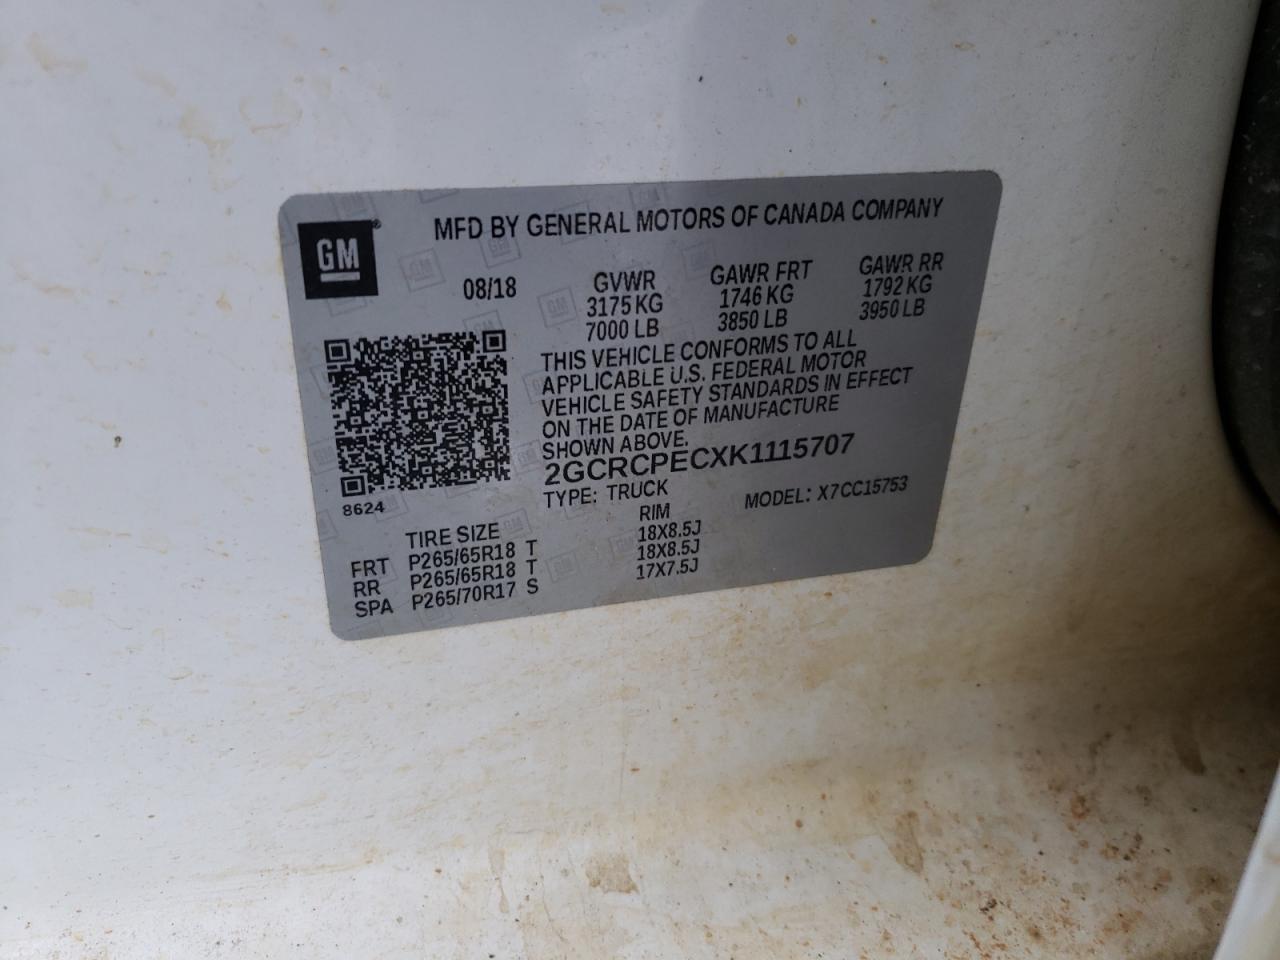 GM
MFD BY GENERAL MOTORS OF CANADA COMPANY
08/18
GVWR GAWR FRT GAWR RR
3175 KG 1746 KG 1792 KG
7000 LB 3850 LB 3950 LB
THIS VEHICLE CONFORMS TO ALL
APPLICABLE U.S. FEDERAL MOTOR
VEHICLE SAFETY STANDARDS IN EFFECT
ON THE DATE OF MANUFACTURE
SHOWN ABOVE.
2GCRCPECXK1115707
8624
TYPE: TRUCK MODEL: X7CC15753
TIRE SIZE RIM
FRT P265/65R18 T 18X8.5J
RR P265/65R18 T 18X8.5J
SPA P265/70R17 S 17X7.5J